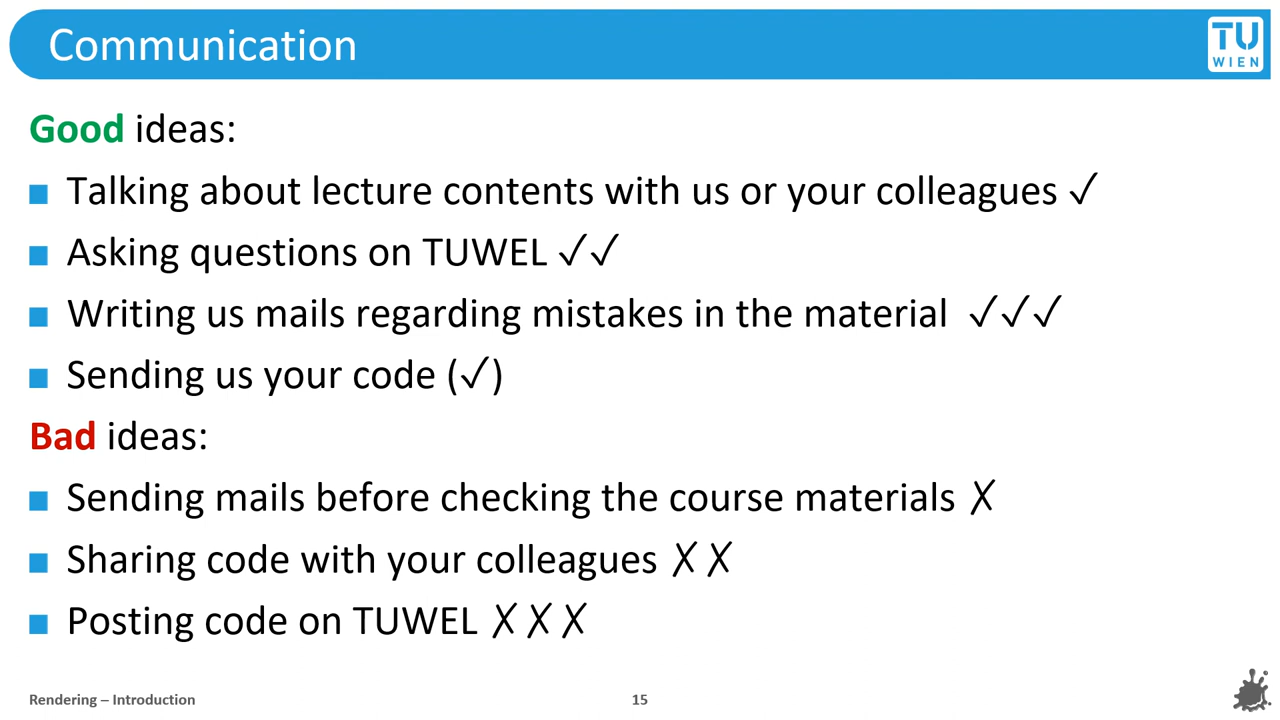 Communication
TU
WIEN
Good ideas:
Talking about lecture contents with us or your colleagues ✓
Asking questions on TUWEL ✓✓
Writing us mails regarding mistakes in the material ✓✓✓
Sending us your code (✓)
Bad ideas:
Sending mails before checking the course materials ✗
Sharing code with your colleagues ✗✗
Posting code on TUWEL ✗✗✗
Rendering – Introduction
15